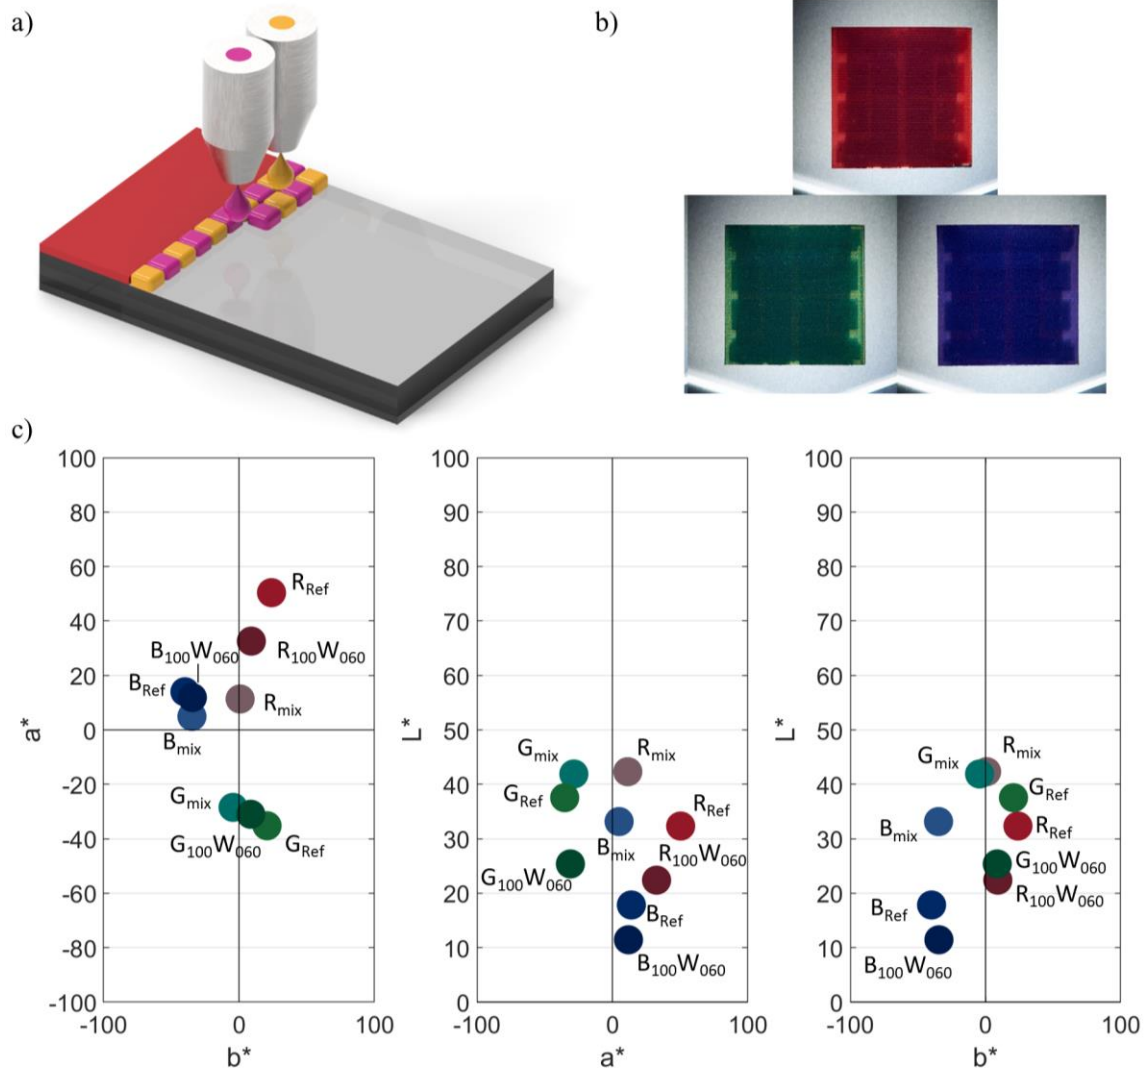 a)
b)
c)
100
80
60
40
20
0
-20
-40
-60
-80
-100
-100
0
100
a*
b*
R_Ref
B_100W_060
R_100W_060
B_Ref
R_mix
B_mix
G_mix
G_100W_060
G_Ref
100
90
80
70
60
50
40
30
20
10
0
-100
0
100
L*
a*
G_mix
R_mix
G_Ref
R_Ref
B_mix
R_100W_060
G_100W_060
B_Ref
B_100W_060
100
90
80
70
60
50
40
30
20
10
0
-100
0
100
L*
b*
G_mix
R_mix
G_Ref
B_mix
R_Ref
G_100W_060
R_100W_060
B_Ref
B_100W_060